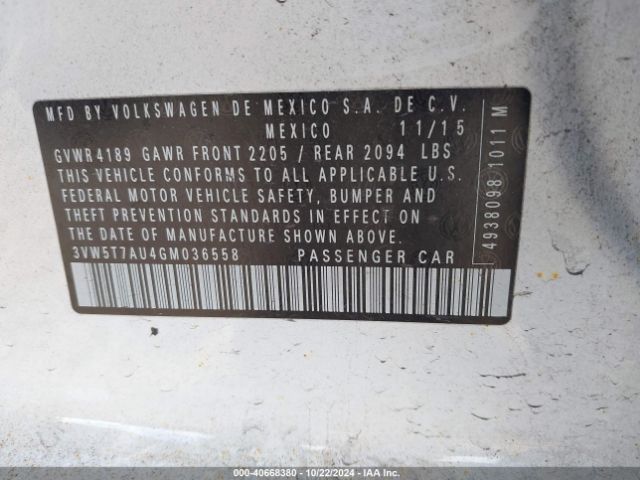 MFD BY VOLKSWAGEN DE MEXICO S.A. DE C.V.
MEXICO 11/15
GVWR 4189 GAWR FRONT 2205 / REAR 2094 LBS
THIS VEHICLE CONFORMS TO ALL APPLICABLE U.S.
FEDERAL MOTOR VEHICLE SAFETY, BUMPER AND
THEFT PREVENTION STANDARDS IN EFFECT ON
THE DATE OF MANUFACTURE SHOWN ABOVE.
3VW5T7AU4GM036558 PASSENGER CAR
4938098 1011 M
000-40668380 - 10/22/2024 - IAA Inc.